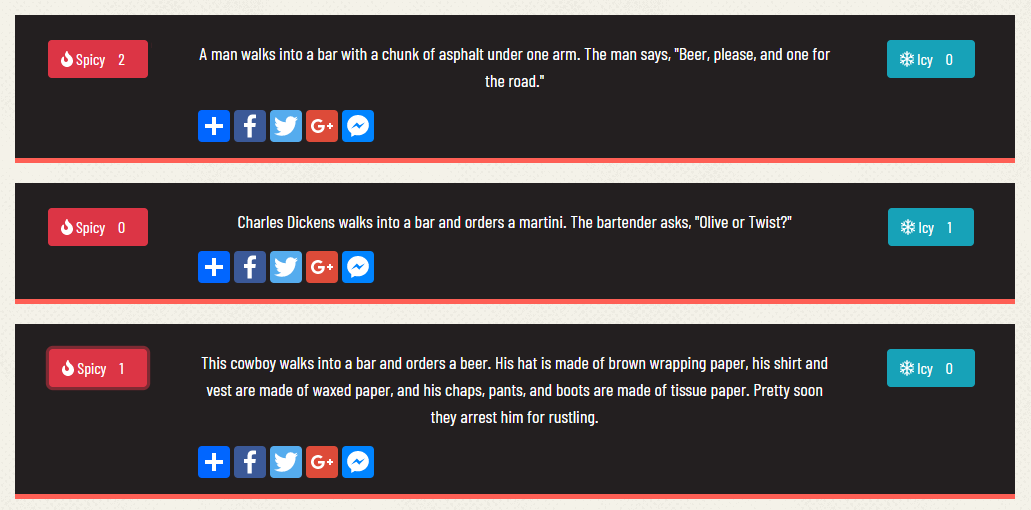 Spicy 2
A man walks into a bar with a chunk of asphalt under one arm. The man says, "Beer, please, and one for
the road."
Icy 0
G+
Spicy 0
Charles Dickens walks into a bar and orders a martini. The bartender asks, "Olive or Twist?"
Icy 1
G+
Spicy 1
This cowboy walks into a bar and orders a beer. His hat is made of brown wrapping paper, his shirt and
vest are made of waxed paper, and his chaps, pants, and boots are made of tissue paper. Pretty soon
they arrest him for rustling.
Icy 0
G+